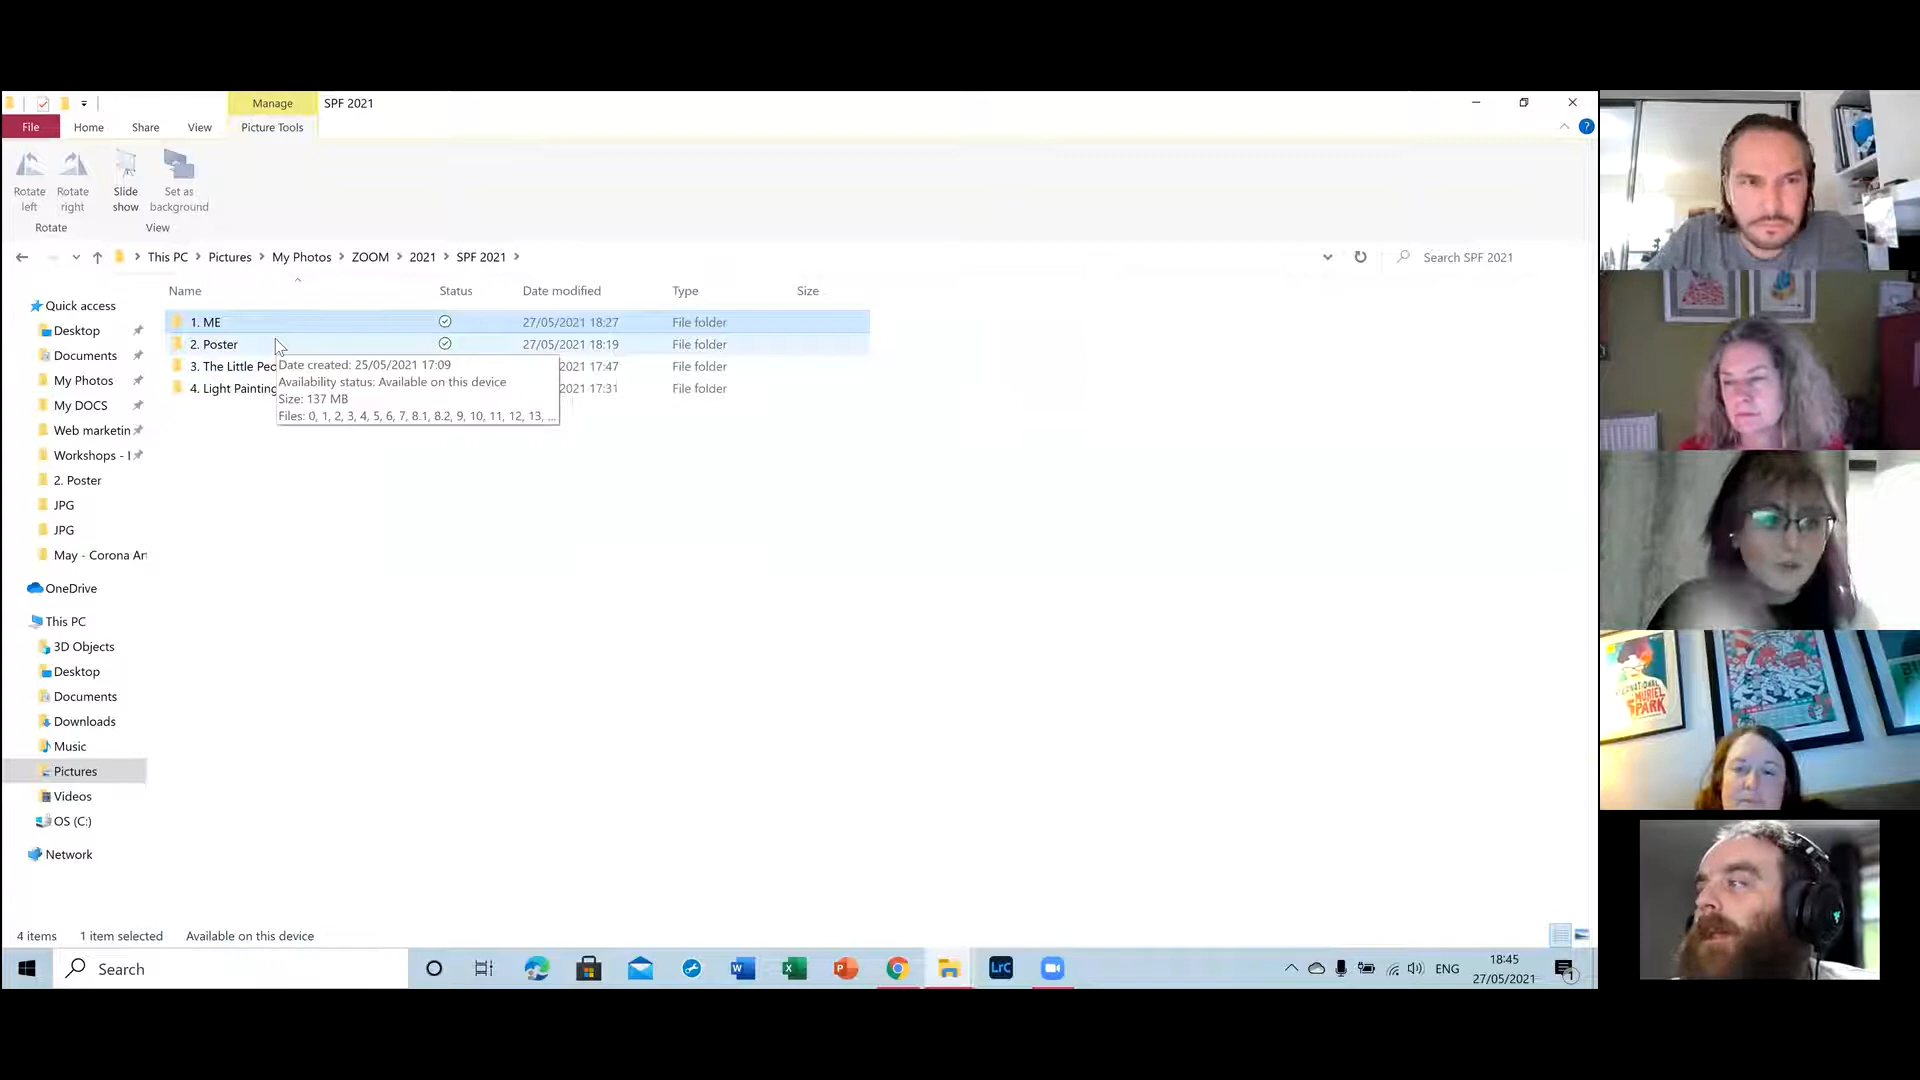 Manage
SPF 2021
File
Home
Share
View
Picture Tools
Rotate left
Rotate right
Slide show
Set as background
Rotate
View
This PC > Pictures > My Photos > ZOOM > 2021 > SPF 2021 >
Search SPF 2021
Name
Status
Date modified
Type
Size
1. ME
27/05/2021 18:27
File folder
2. Poster
27/05/2021 18:19
File folder
3. The Little Peo
2021 17:47
File folder
4. Light Painting
2021 17:31
File folder
Date created: 25/05/2021 17:09
Availability status: Available on this device
Size: 137 MB
Files: 0, 1, 2, 3, 4, 5, 6, 7, 8.1, 8.2, 9, 10, 11, 12, 13, ...
Quick access
Desktop
Documents
My Photos
My DOCS
Web marketin
Workshops - I
2. Poster
JPG
JPG
May - Corona Art
OneDrive
This PC
3D Objects
Desktop
Documents
Downloads
Music
Pictures
Videos
OS (C:)
Network
4 items
1 item selected
Available on this device
Search
LrC
ENG
18:45
27/05/2021
1
MURIEL
SPARK